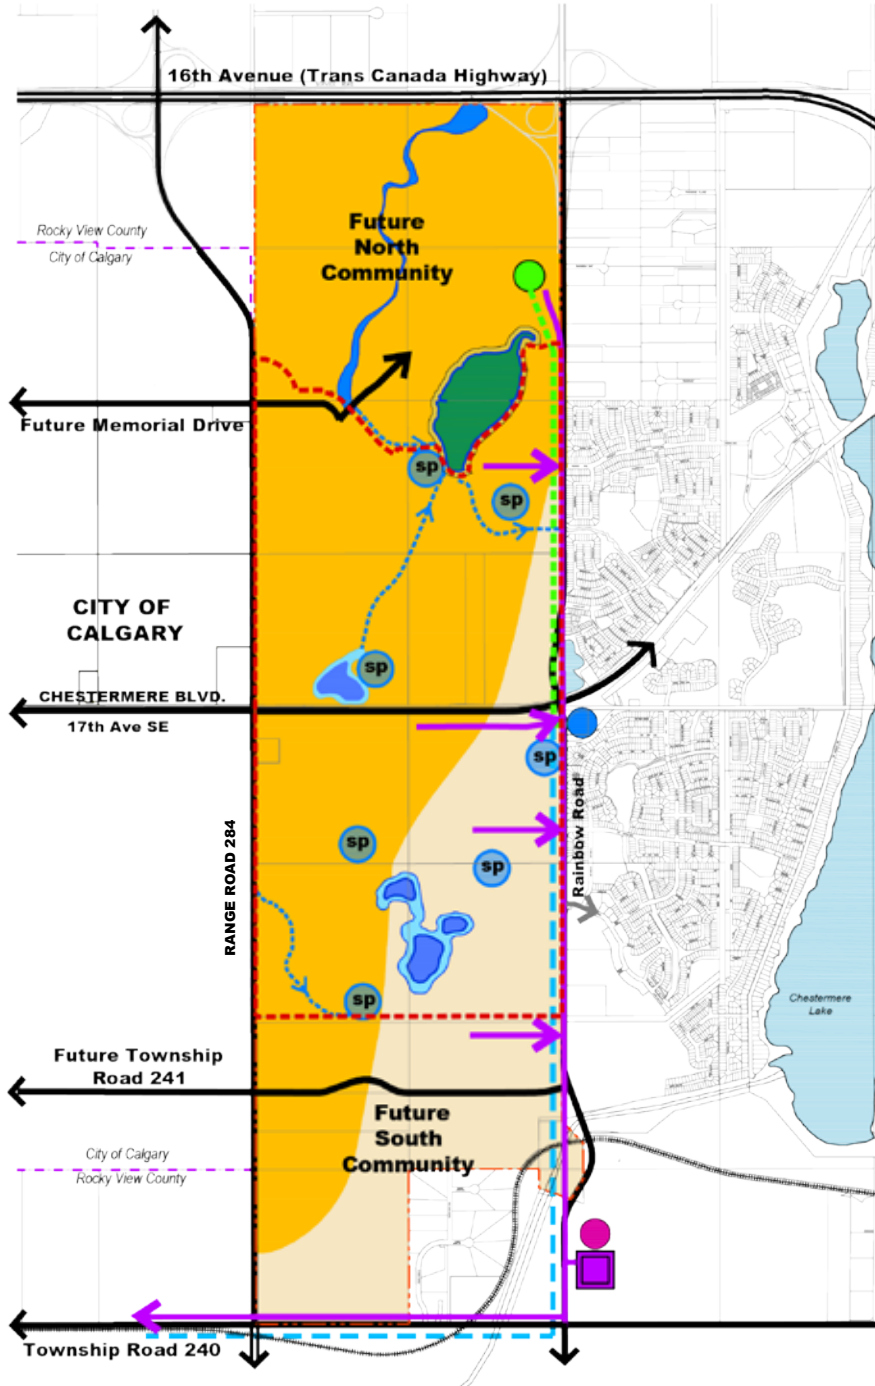 16th Avenue (Trans Canada Highway)
Rocky View County
City of Calgary
Future
North
Community
Future Memorial Drive
sp
sp
CITY OF
CALGARY
sp
CHESTERMERE BLVD.
17th Ave SE
sp
Rainbow Road
RANGE ROAD 284
sp
sp
sp
Chestermere
Lake
Future Township
Road 241
Future
South
Community
City of Calgary
Rocky View County
Township Road 240